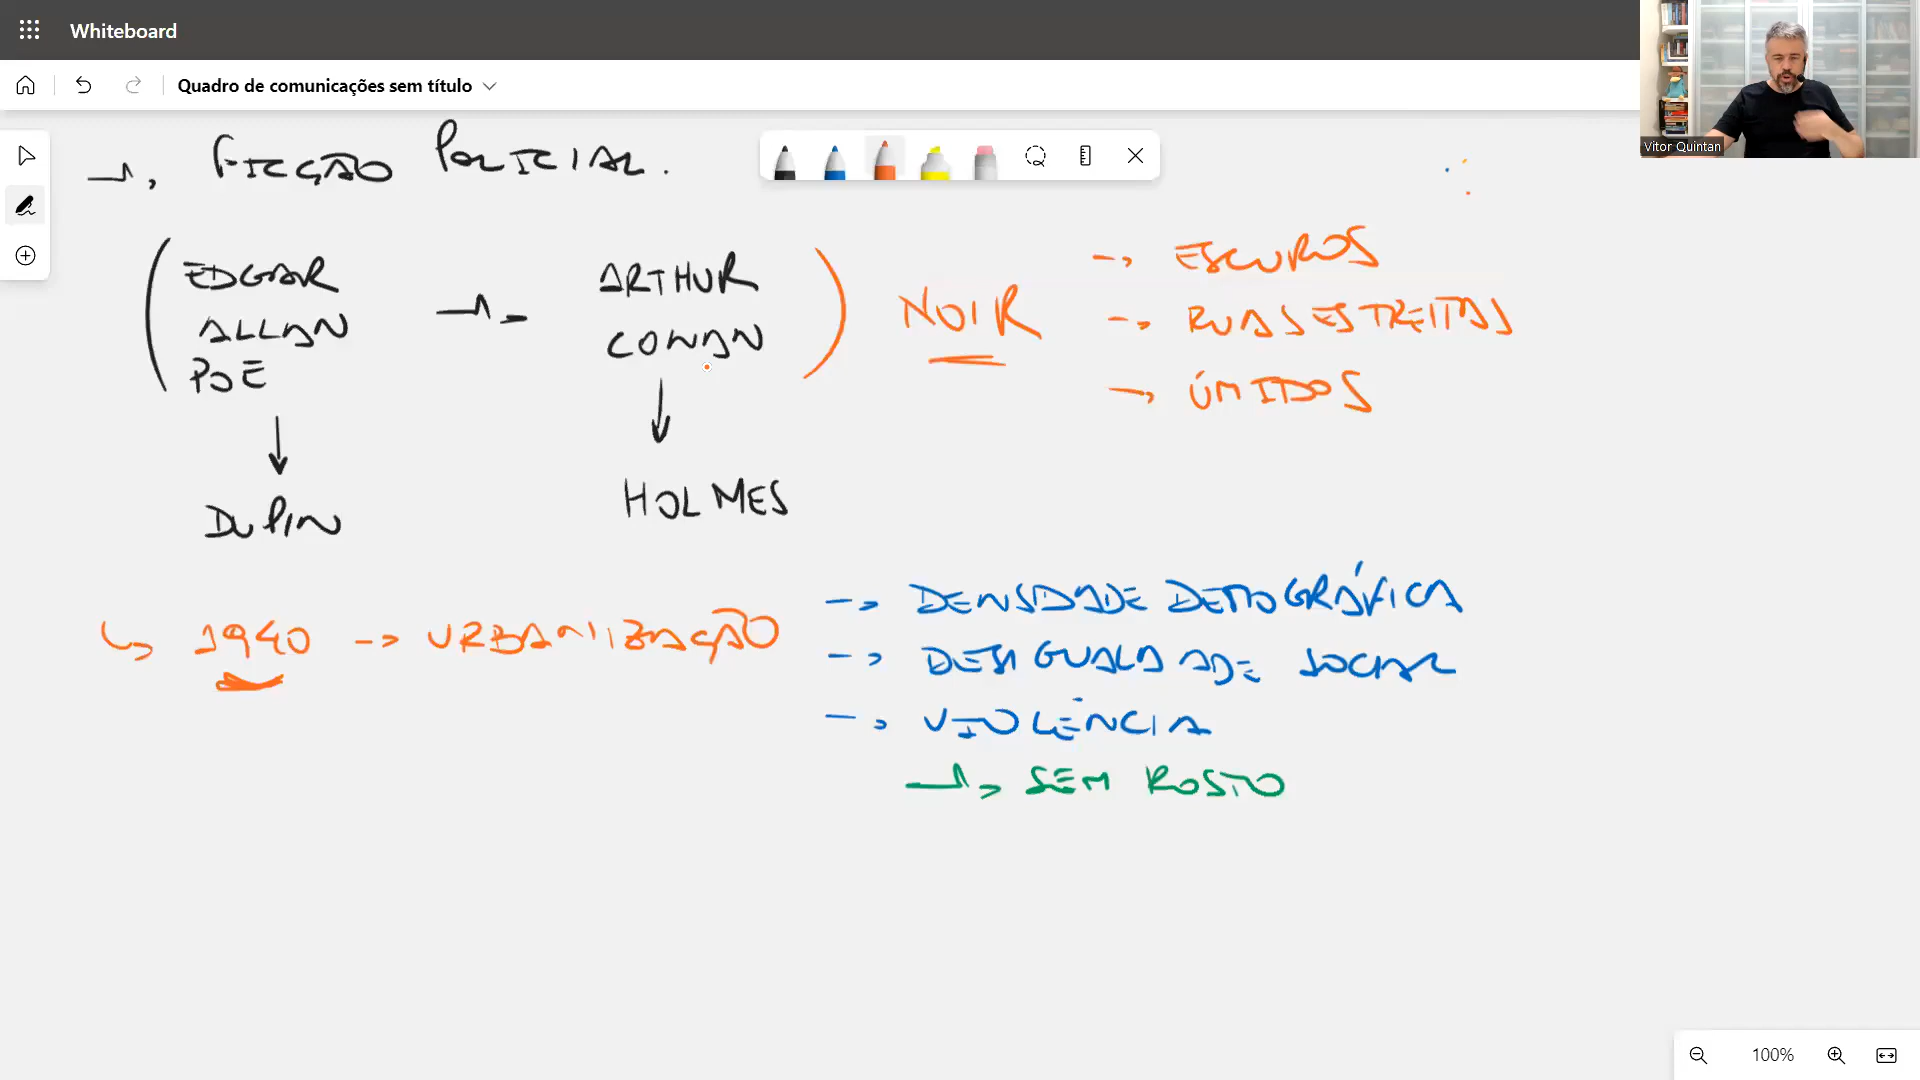 Whiteboard
Quadro de comunicações sem título
Vitor Quintan
→ FICÇÃO POLICIAL.
(EDGAR ALLAN POE → ARTHUR CONAN) NOIR
→ ESCUROS
→ RUAS ESTREITAS
→ ÚMIDOS
↓ DUPIN
↓ HOLMES
↳ 1940 → URBANIZAÇÃO
→ DENSIDADE DEMOGRÁFICA
→ DESIGUALDADE SOCIAL
→ VIOLÊNCIA
→ SEM ROSTO
100%